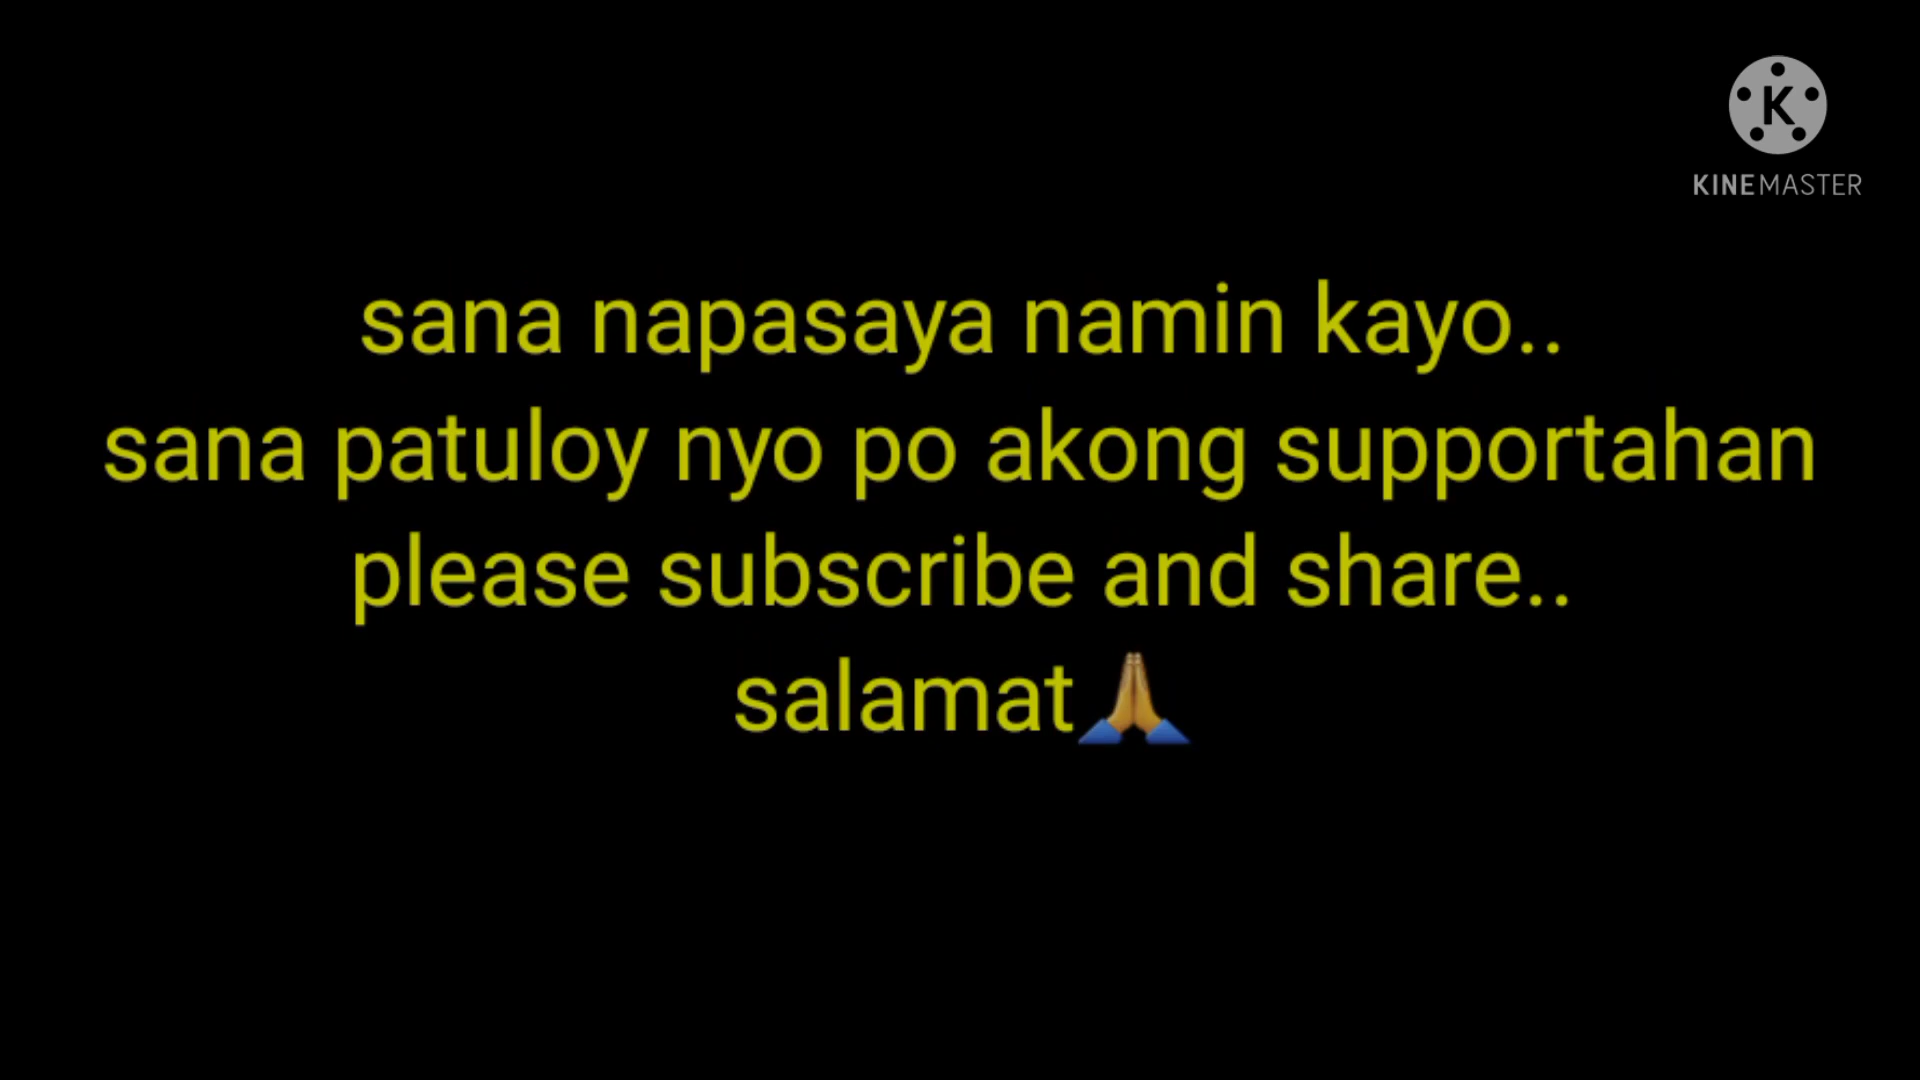 K
KINEMASTER
sana napasaya namin kayo..
sana patuloy nyo po akong supportahan
please subscribe and share..
salamat🙏